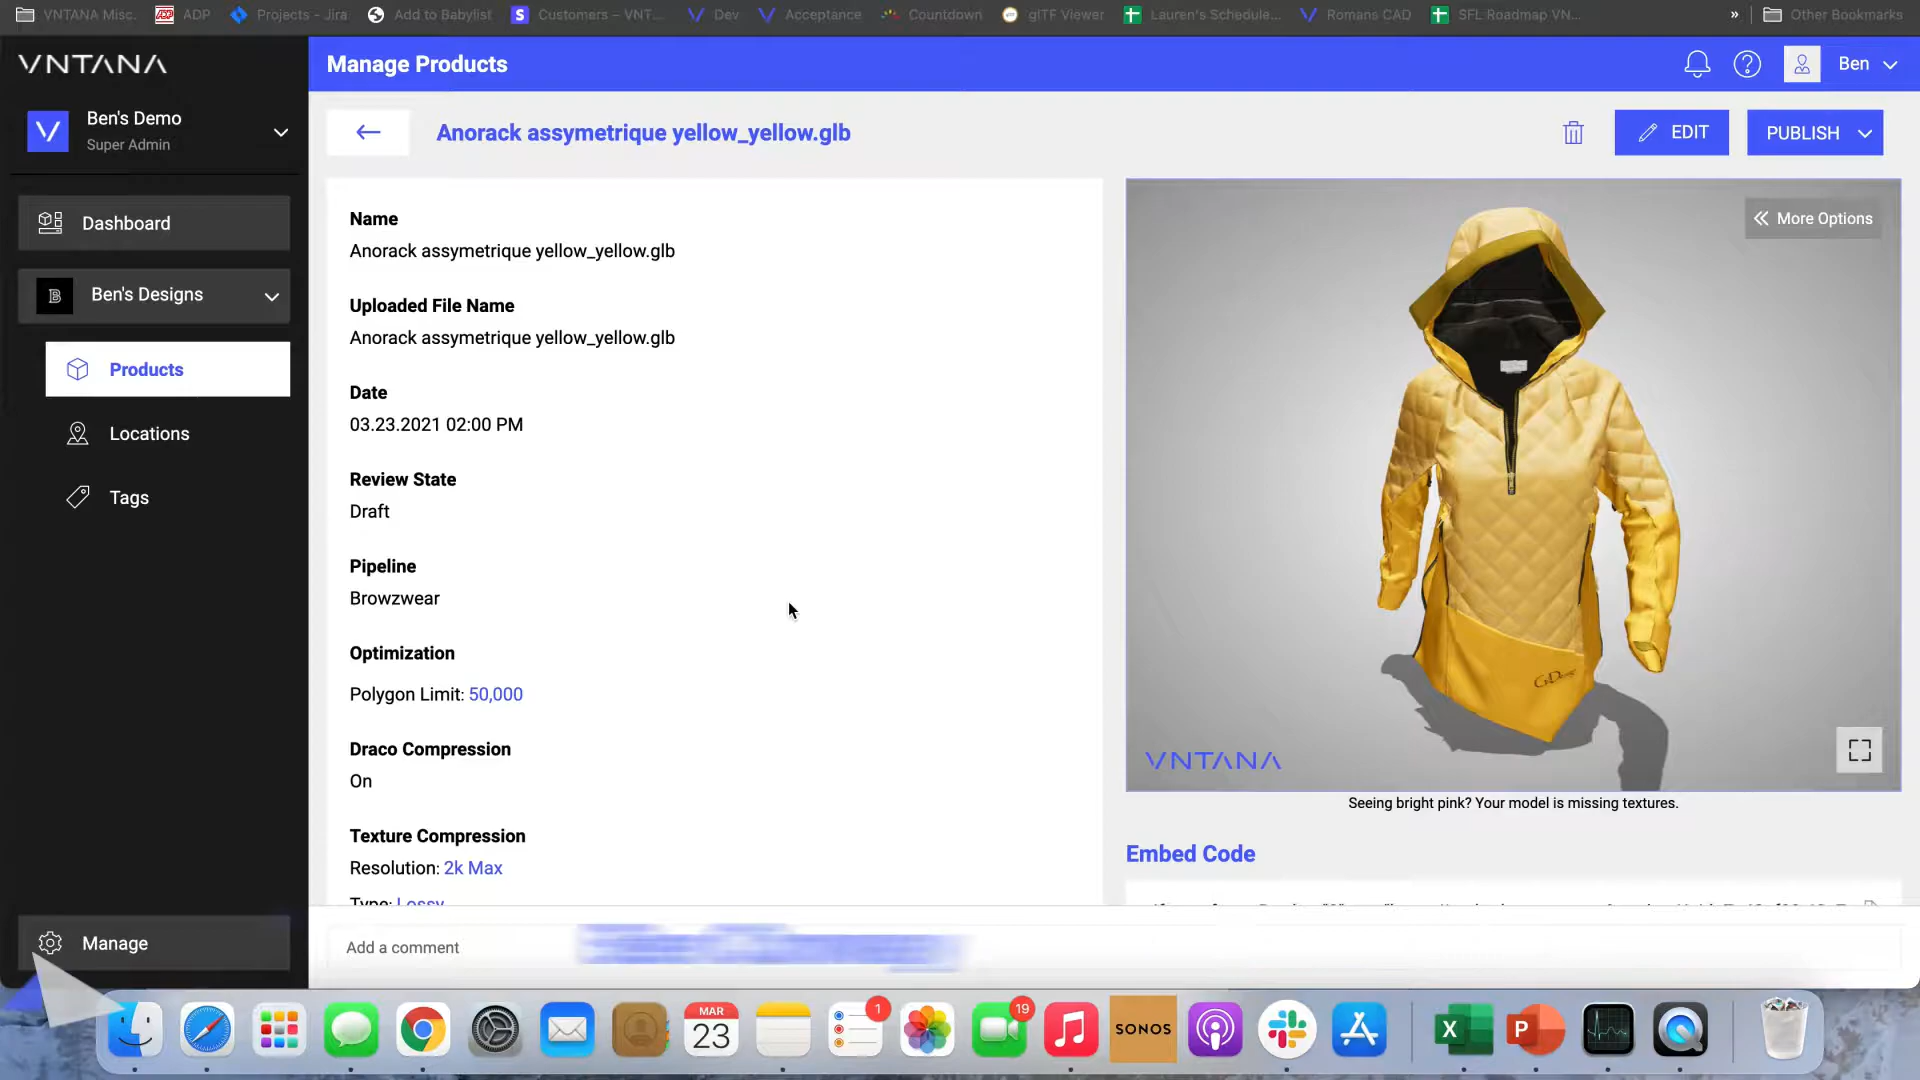 VNTANA Misc.
ADP
Projects - Jira
Add to Babylist
Customers – VNT...
Dev
Acceptance
Countdown
glTF Viewer
Lauren's Schedule...
Romans CAD
SFL Roadmap VN...
»
Other Bookmarks
VNTANA
Manage Products
Ben
Ben's Demo
Super Admin
Anorack assymetrique yellow_yellow.glb
EDIT
PUBLISH
Dashboard
Ben's Designs
Products
Locations
Tags
Manage
Name
Anorack assymetrique yellow_yellow.glb
Uploaded File Name
Anorack assymetrique yellow_yellow.glb
Date
03.23.2021 02:00 PM
Review State
Draft
Pipeline
Browzwear
Optimization
Polygon Limit: 50,000
Draco Compression
On
Texture Compression
Resolution: 2k Max
Type: Lossy
More Options
VNTANA
Seeing bright pink? Your model is missing textures.
Embed Code
Add a comment
MAR
23
1
19
SONOS
X
P